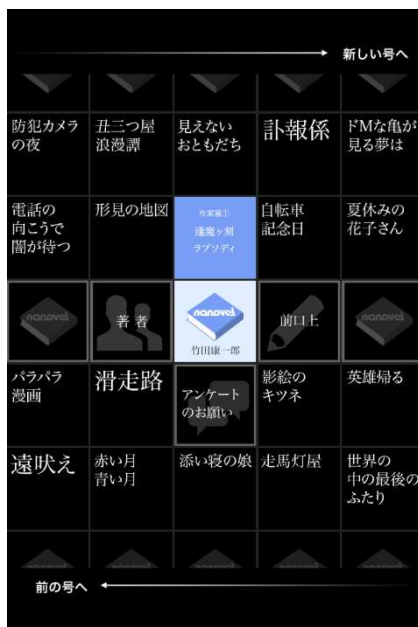 新しい号へ
防犯カメラ
の夜
丑三つ屋
浪漫譚
見えない
おともだち
訃報係
ドMな亀が
見る夢は
電話の
向こうで
闇が待つ
形見の地図
逢魔ヶ刻
ラプソディ
自転車
記念日
夏休みの
花子さん
nanovel
著者
nanovel
竹田康一郎
前口上
nanovel
パラパラ
漫画
滑走路
アンケート
のお願い
影絵の
キツネ
英雄帰る
遠吠え
赤い月
青い月
添い寝の娘
走馬灯屋
世界の
中の最後の
ふたり
前の号へ